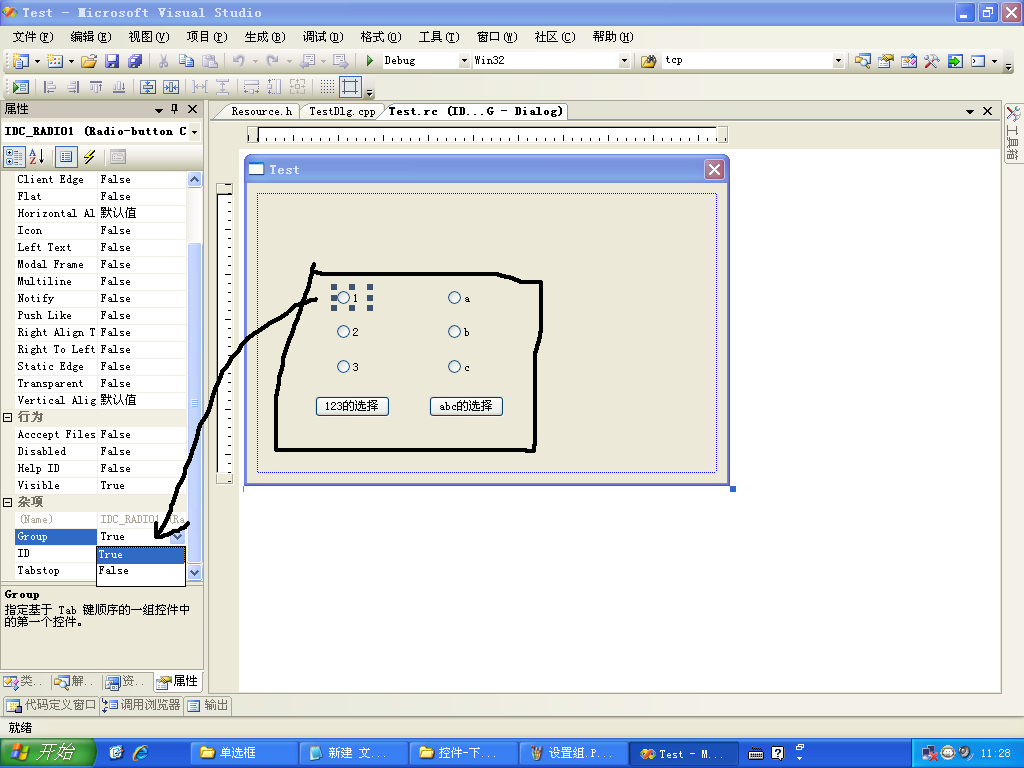 Test - Microsoft Visual Studio
文件(F) 编辑(E) 视图(V) 项目(P) 生成(B) 调试(D) 格式(O) 工具(T) 窗口(W) 社区(C) 帮助(H)
Debug Win32 tcp
属性
Resource.h TestDlg.cpp Test.rc (ID...G - Dialog)
IDC_RADIO1 (Radio-button C
Client Edge False
Flat False
Horizontal Al 默认值
Icon False
Left Text False
Modal Frame False
Multiline False
Notify False
Push Like False
Right Align T False
Right To Left False
Static Edge False
Transparent False
Vertical Alig 默认值
行为
Acccept Files False
Disabled False
Help ID False
Visible True
杂项
(Name) IDC_RADIO1 (Ra
Group True
ID True
Tabstop False
Group
指定基于 Tab 键顺序的一组控件中
的第一个控件。
Test
1 a
2 b
3 c
123的选择 abc的选择
工具箱
类.. 解.. 资.. 属性
代码定义窗口 调用浏览器 输出
就绪
开始 单选框 新建 文... 控件-下... 设置组.P... Test - M... 11:28